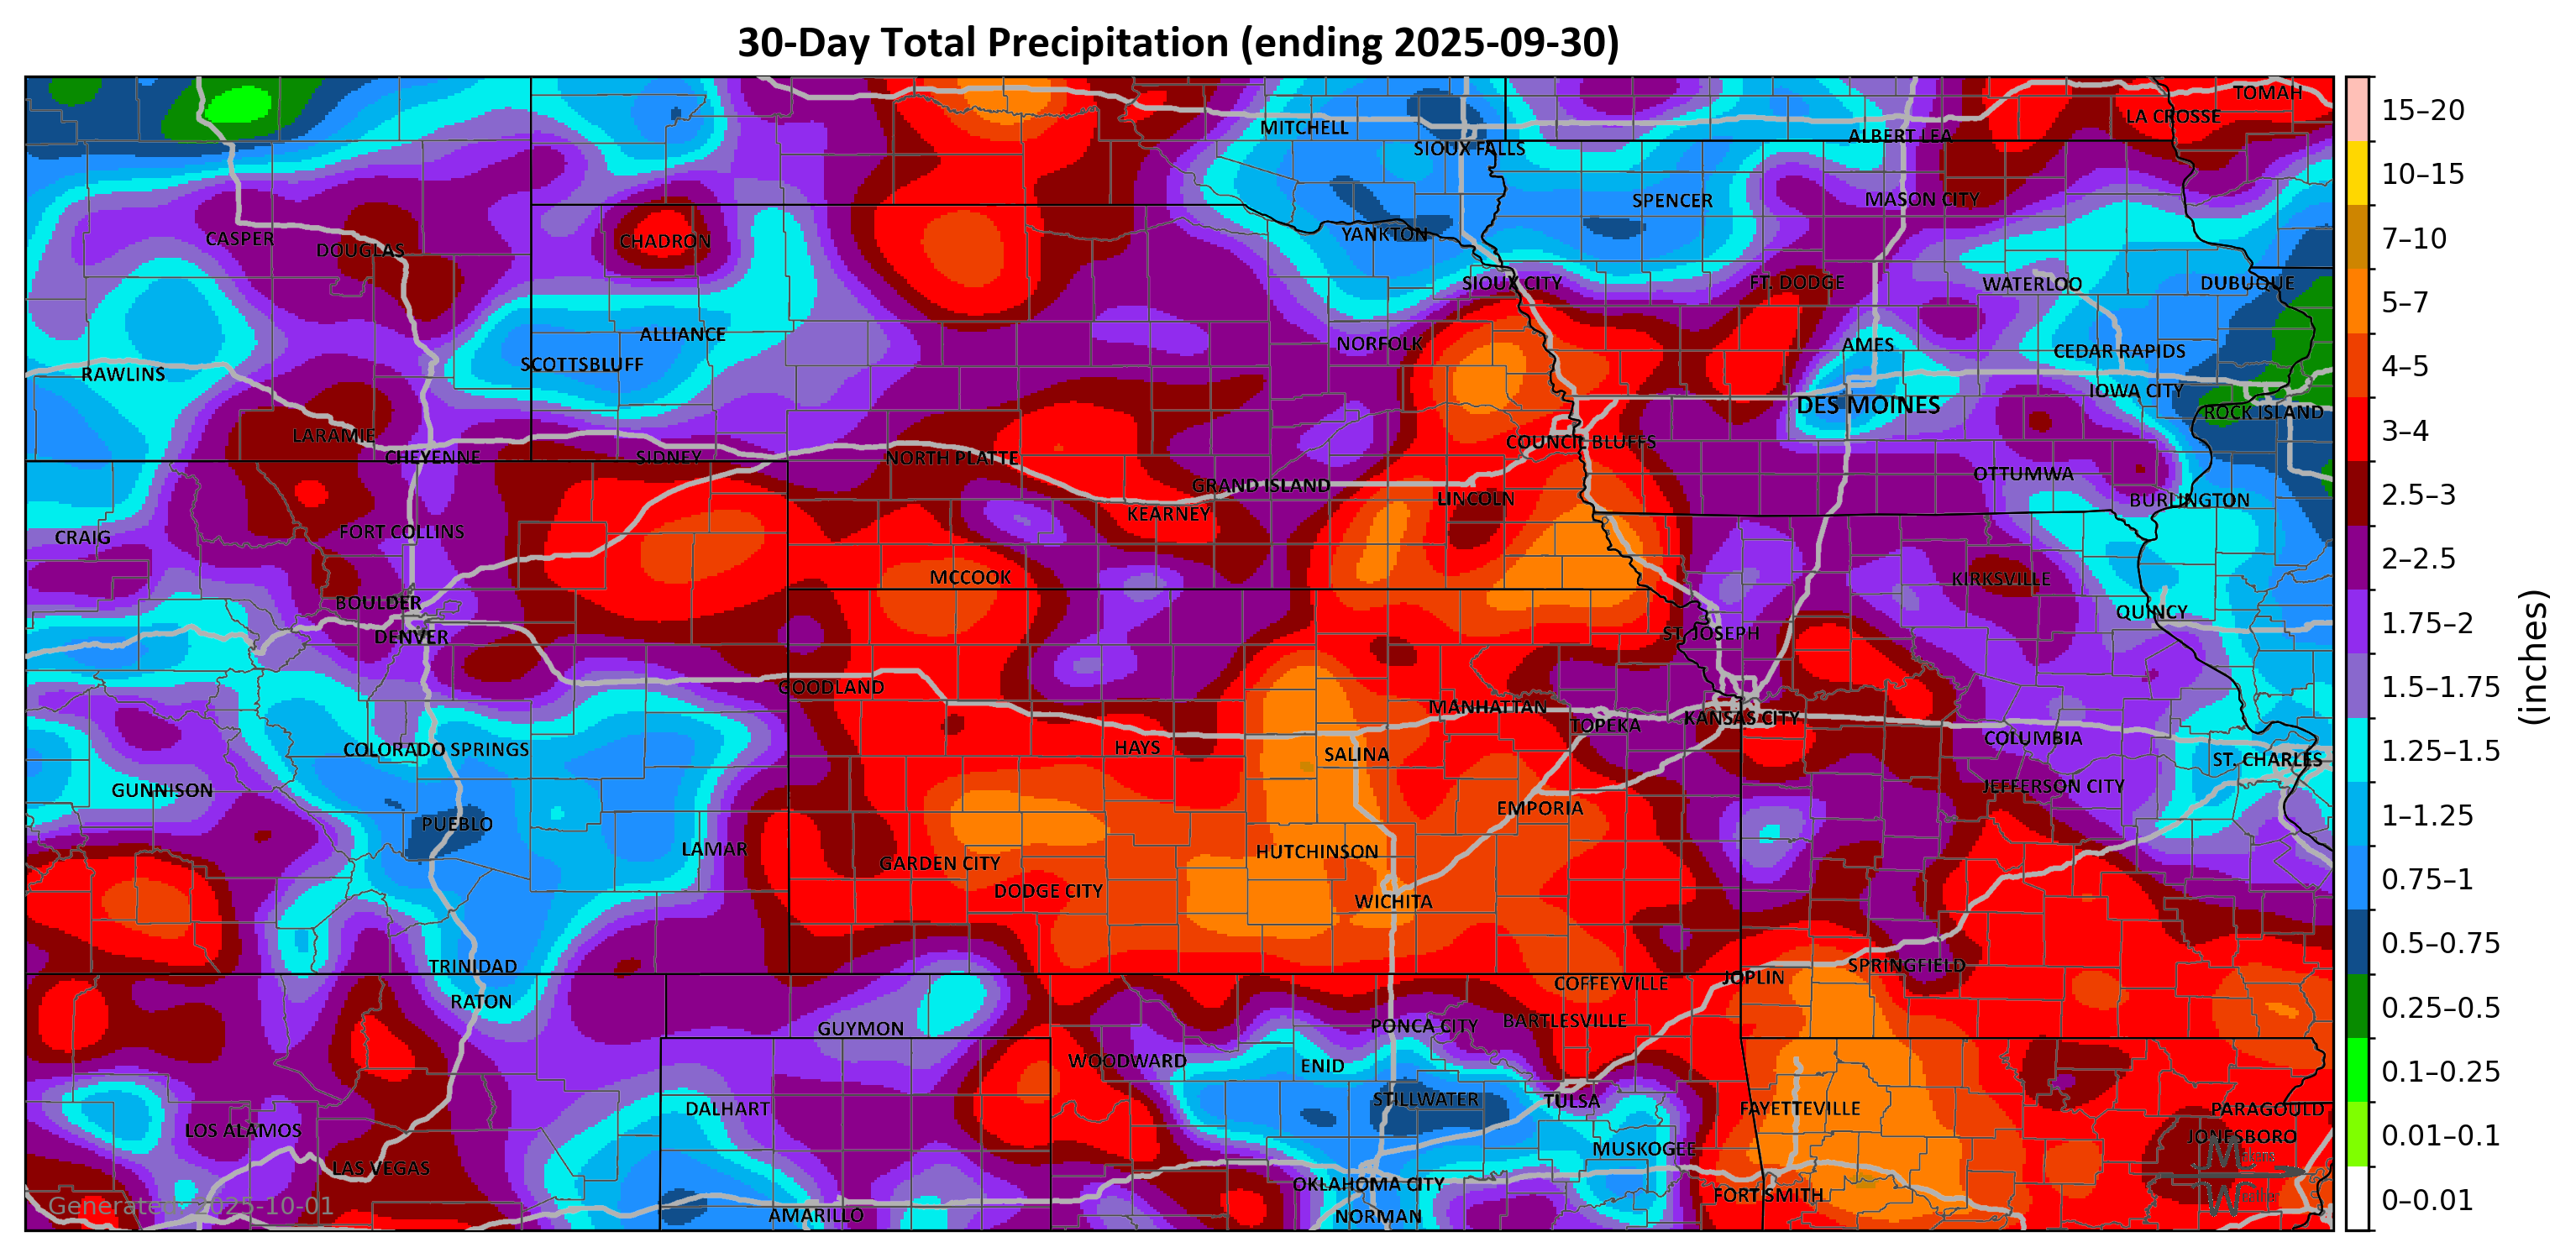 30-Day Total Precipitation (ending 2025-09-30)
TOMAH
LA CROSSE
MITCHELL
ALBERT LEA
SIOUX FALLS
SPENCER
MASON CITY
YANKTON
CASPER
CHADRON
DOUGLAS
SIOUX CITY
FT. DODGE
WATERLOO
DUBUQUE
ALLIANCE
NORFOLK
AMES
CEDAR RAPIDS
SCOTTSBLUFF
RAWLINS
IOWA CITY
DES MOINES
ROCK ISLAND
LARAMIE
COUNCIL BLUFFS
CHEYENNE
SIDNEY
NORTH PLATTE
OTTUMWA
GRAND ISLAND
LINCOLN
BURLINGTON
KEARNEY
FORT COLLINS
CRAIG
MCCOOK
KIRKSVILLE
BOULDER
QUINCY
DENVER
ST. JOSEPH
GOODLAND
MANHATTAN
TOPEKA
KANSAS CITY
COLORADO SPRINGS
HAYS
SALINA
COLUMBIA
ST. CHARLES
GUNNISON
JEFFERSON CITY
EMPORIA
PUEBLO
LAMAR
GARDEN CITY
HUTCHINSON
DODGE CITY
WICHITA
TRINIDAD
SPRINGFIELD
JOPLIN
COFFEYVILLE
RATON
GUYMON
PONCA CITY
BARTLESVILLE
WOODWARD
ENID
DALHART
STILLWATER
TULSA
FAYETTEVILLE
PARAGOULD
LOS ALAMOS
JONESBORO
MUSKOGEE
LAS VEGAS
OKLAHOMA CITY
FORT SMITH
AMARILLO
NORMAN
Generated: 2025-10-01
15–20
10–15
7–10
5–7
4–5
3–4
2.5–3
2–2.5
1.75–2
1.5–1.75
1.25–1.5
1–1.25
0.75–1
0.5–0.75
0.25–0.5
0.1–0.25
0.01–0.1
0–0.01
(inches)